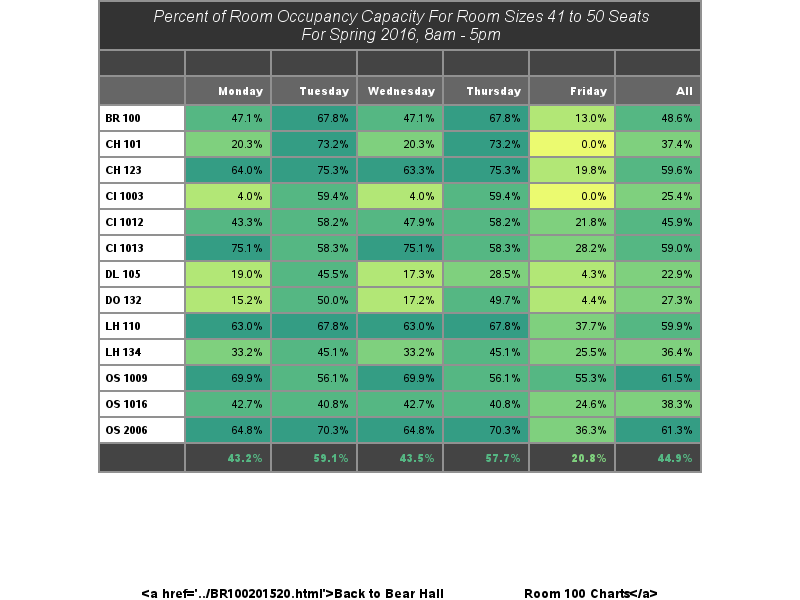 Percent of Room Occupancy Capacity For Room Sizes 41 to 50 Seats
For Spring 2016, 8am - 5pm
Monday Tuesday Wednesday Thursday Friday All
BR 100 47.1% 67.8% 47.1% 67.8% 13.0% 48.6%
CH 101 20.3% 73.2% 20.3% 73.2% 0.0% 37.4%
CH 123 64.0% 75.3% 63.3% 75.3% 19.8% 59.6%
CI 1003 4.0% 59.4% 4.0% 59.4% 0.0% 25.4%
CI 1012 43.3% 58.2% 47.9% 58.2% 21.8% 45.9%
CI 1013 75.1% 58.3% 75.1% 58.3% 28.2% 59.0%
DL 105 19.0% 45.5% 17.3% 28.5% 4.3% 22.9%
DO 132 15.2% 50.0% 17.2% 49.7% 4.4% 27.3%
LH 110 63.0% 67.8% 63.0% 67.8% 37.7% 59.9%
LH 134 33.2% 45.1% 33.2% 45.1% 25.5% 36.4%
OS 1009 69.9% 56.1% 69.9% 56.1% 55.3% 61.5%
OS 1016 42.7% 40.8% 42.7% 40.8% 24.6% 38.3%
OS 2006 64.8% 70.3% 64.8% 70.3% 36.3% 61.3%
43.2% 59.1% 43.5% 57.7% 20.8% 44.9%
<a href='../BR100201520.html'>Back to Bear Hall Room 100 Charts</a>